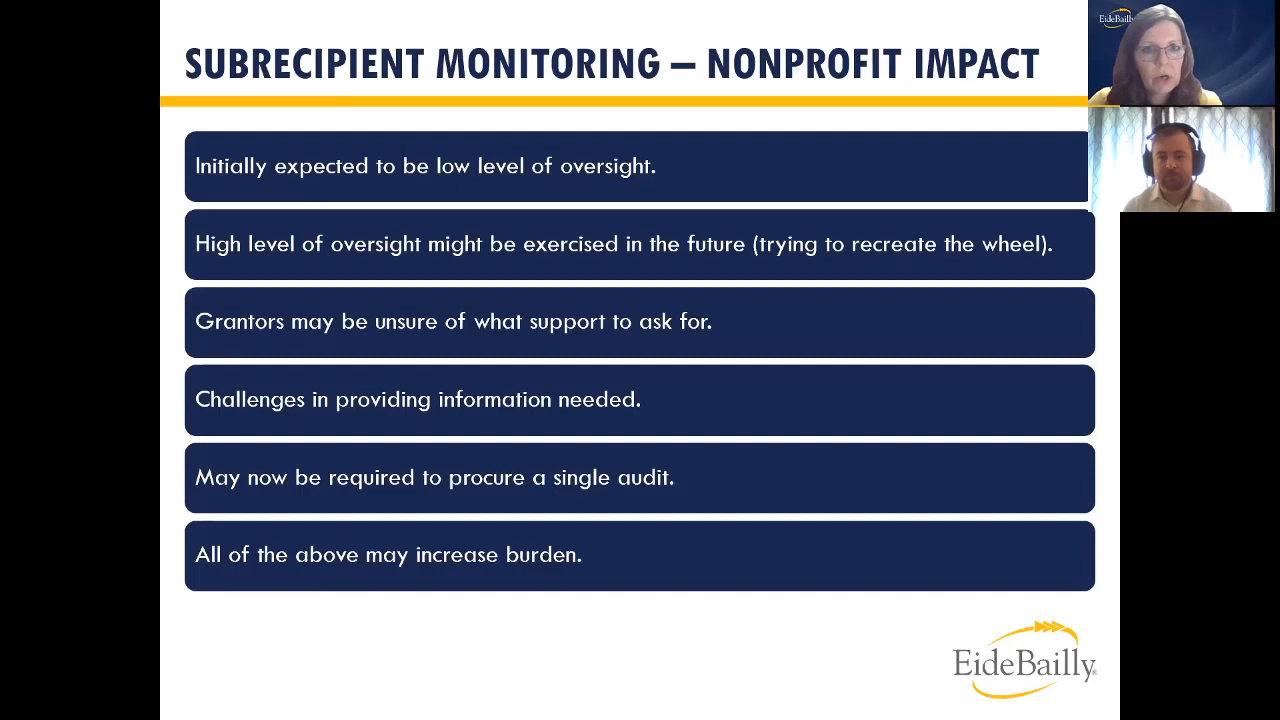 SUBRECIPIENT MONITORING – NONPROFIT IMPACT
EideBailly
Initially expected to be low level of oversight.
High level of oversight might be exercised in the future (trying to recreate the wheel).
Grantors may be unsure of what support to ask for.
Challenges in providing information needed.
May now be required to procure a single audit.
All of the above may increase burden.
EideBailly®